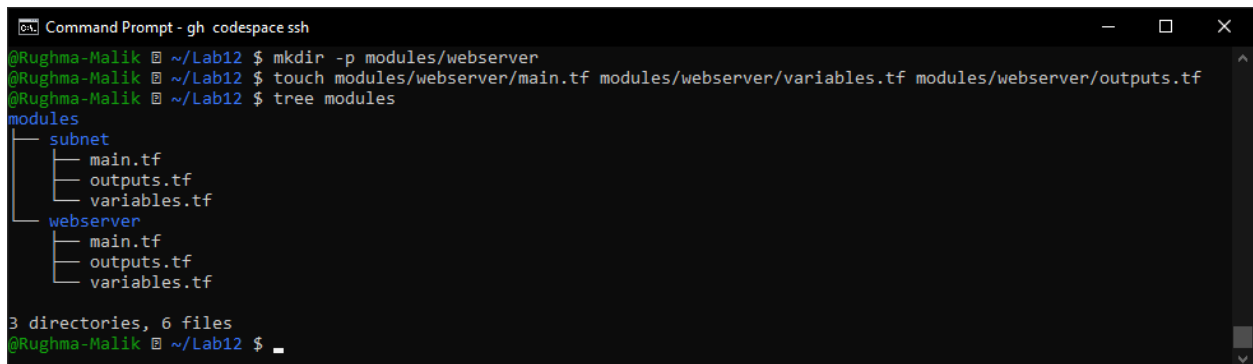 Command Prompt - gh codespace ssh
@Rughma-Malik ~/Lab12 $ mkdir -p modules/webserver
@Rughma-Malik ~/Lab12 $ touch modules/webserver/main.tf modules/webserver/variables.tf modules/webserver/outputs.tf
@Rughma-Malik ~/Lab12 $ tree modules
modules
├── subnet
│   ├── main.tf
│   ├── outputs.tf
│   └── variables.tf
└── webserver
    ├── main.tf
    ├── outputs.tf
    └── variables.tf
3 directories, 6 files
@Rughma-Malik ~/Lab12 $